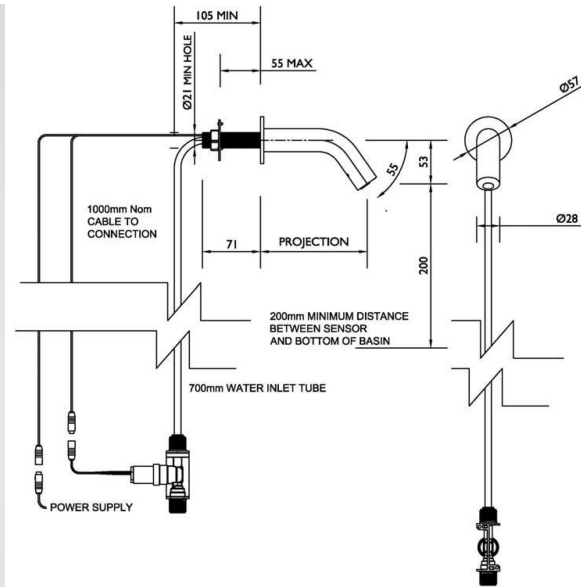 105 MIN
55 MAX
Ø21 MIN HOLE
Ø57
53
55
1000mm Nom
CABLE TO
CONNECTION
71
PROJECTION
Ø28
200
200mm MINIMUM DISTANCE
BETWEEN SENSOR
AND BOTTOM OF BASIN
700mm WATER INLET TUBE
POWER SUPPLY